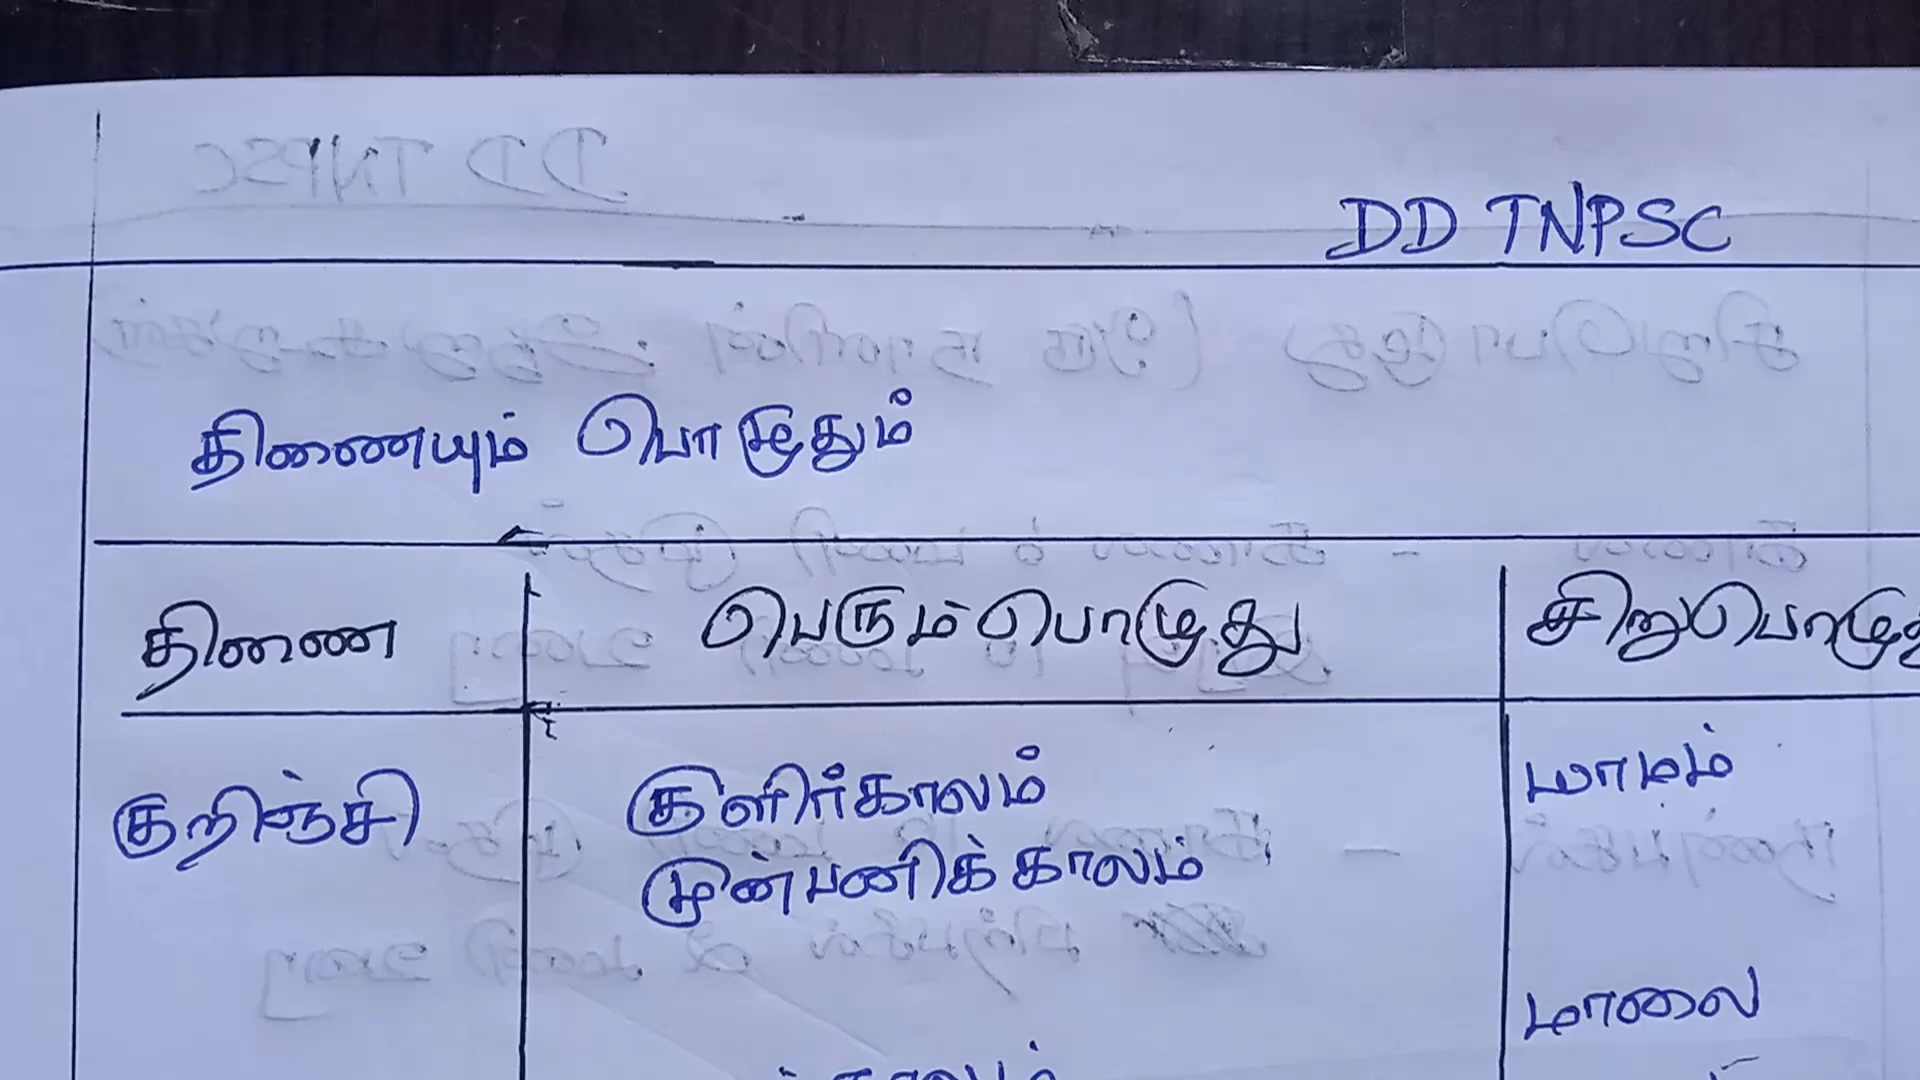 DD TNPSC
திணையும் பொழுதும்
திணை பெரும்பொழுது சிறுபொழுது
குறிஞ்சி குளிர்காலம் யாமம்
முன்பனிக் காலம்
மாலை